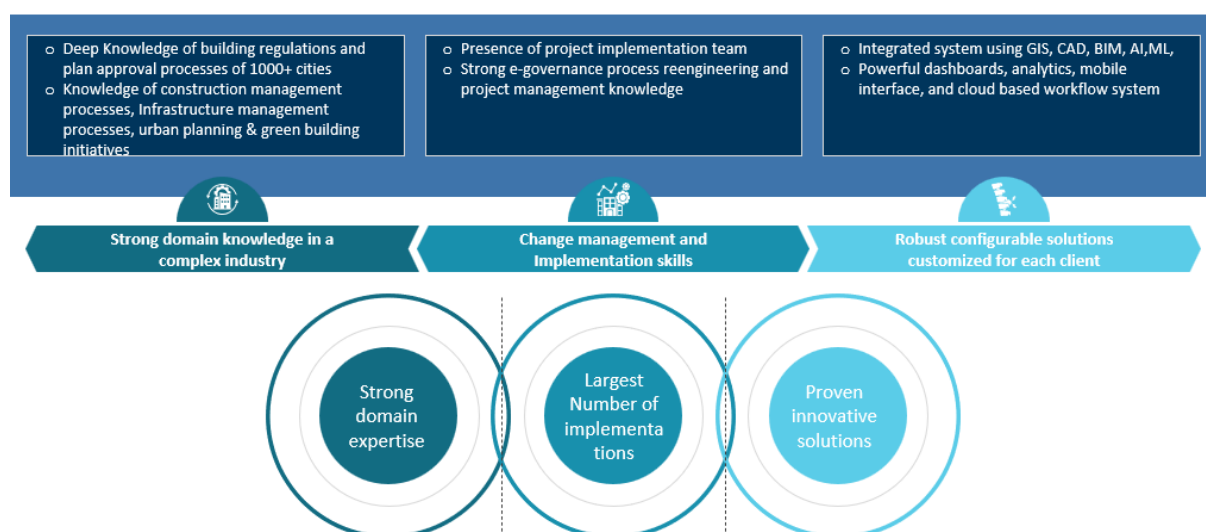 ○ Deep Knowledge of building regulations and
plan approval processes of 1000+ cities
○ Knowledge of construction management
processes, Infrastructure management
processes, urban planning & green building
initiatives
○ Presence of project implementation team
○ Strong e-governance process reengineering and
project management knowledge
○ Integrated system using GIS, CAD, BIM, AI,ML,
○ Powerful dashboards, analytics, mobile
interface, and cloud based workflow system
Strong domain knowledge in a
complex industry
Change management and
Implementation skills
Robust configurable solutions
customized for each client
Strong
domain
expertise
Largest
Number of
implementa
tions
Proven
innovative
solutions